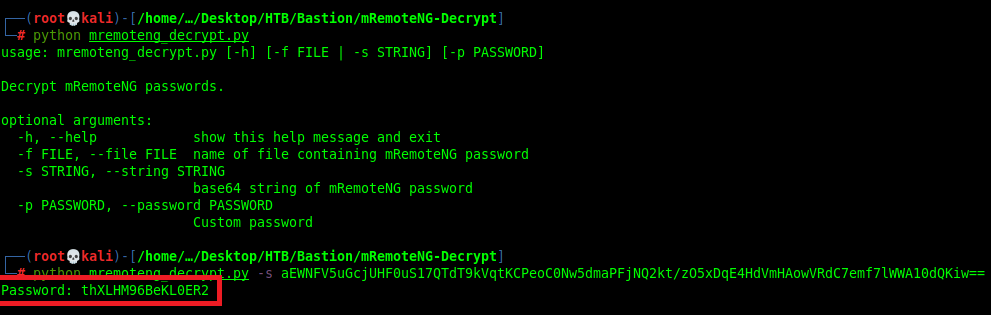 (root💀kali)-[/home/…/Desktop/HTB/Bastion/mRemoteNG-Decrypt]
# python mremoteng_decrypt.py
usage: mremoteng_decrypt.py [-h] [-f FILE | -s STRING] [-p PASSWORD]
Decrypt mRemoteNG passwords.
optional arguments:
-h, --help show this help message and exit
-f FILE, --file FILE name of file containing mRemoteNG password
-s STRING, --string STRING
base64 string of mRemoteNG password
-p PASSWORD, --password PASSWORD
Custom password
(root💀kali)-[/home/…/Desktop/HTB/Bastion/mRemoteNG-Decrypt]
# python mremoteng_decrypt.py -s aEWNFV5uGcjUHF0uS17QTdT9kVqtKCPeoC0Nw5dmaPFjNQ2kt/zO5xDqE4HdVmHAowVRdC7emf7lWWA10dQKiw==
Password: thXLHM96BeKL0ER2